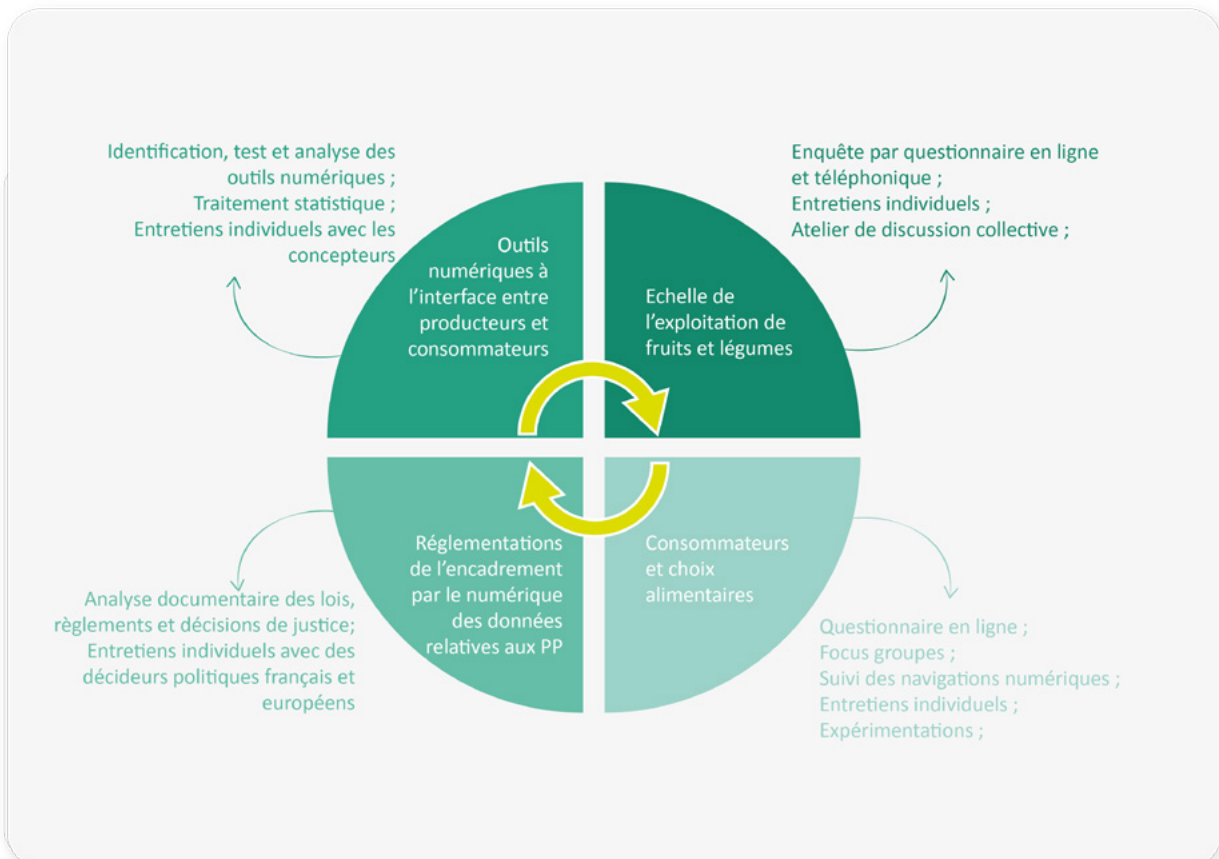 Identification, test et analyse des
outils numériques ;
Traitement statistique ;
Entretiens individuels avec les
concepteurs
Outils
numériques à
l'interface entre
producteurs et
consommateurs
Enquête par questionnaire en ligne
et téléphonique ;
Entretiens individuels ;
Atelier de discussion collective ;
Echelle de
l'exploitation de
fruits et légumes
Réglementations
de l'encadrement
par le numérique
des données
relatives aux PP
Analyse documentaire des lois,
règlements et décisions de justice;
Entretiens individuels avec des
décideurs politiques français et
européens
Consommateurs
et choix
alimentaires
Questionnaire en ligne ;
Focus groupes ;
Suivi des navigations numériques ;
Entretiens individuels ;
Expérimentations ;